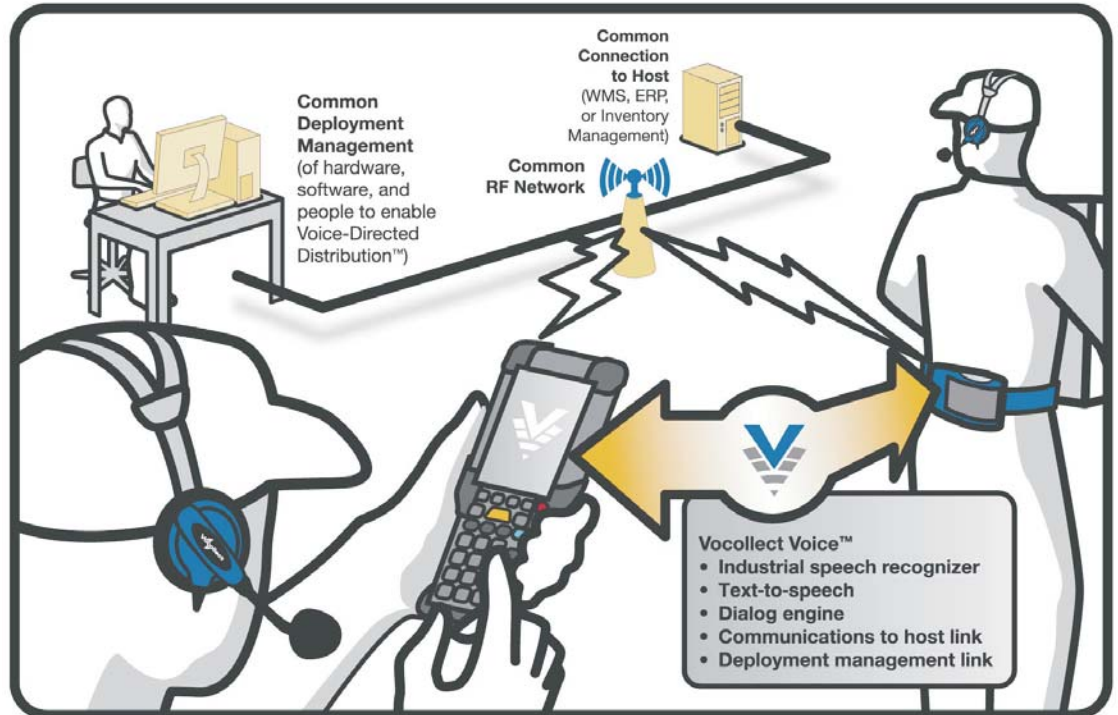 Common
Deployment
Management
(of hardware,
software, and
people to enable
Voice-Directed
Distribution™)
Common
Connection
to Host
(WMS, ERP,
or Inventory
Management)
Common
RF Network
Vocollect Voice™
• Industrial speech recognizer
• Text-to-speech
• Dialog engine
• Communications to host link
• Deployment management link